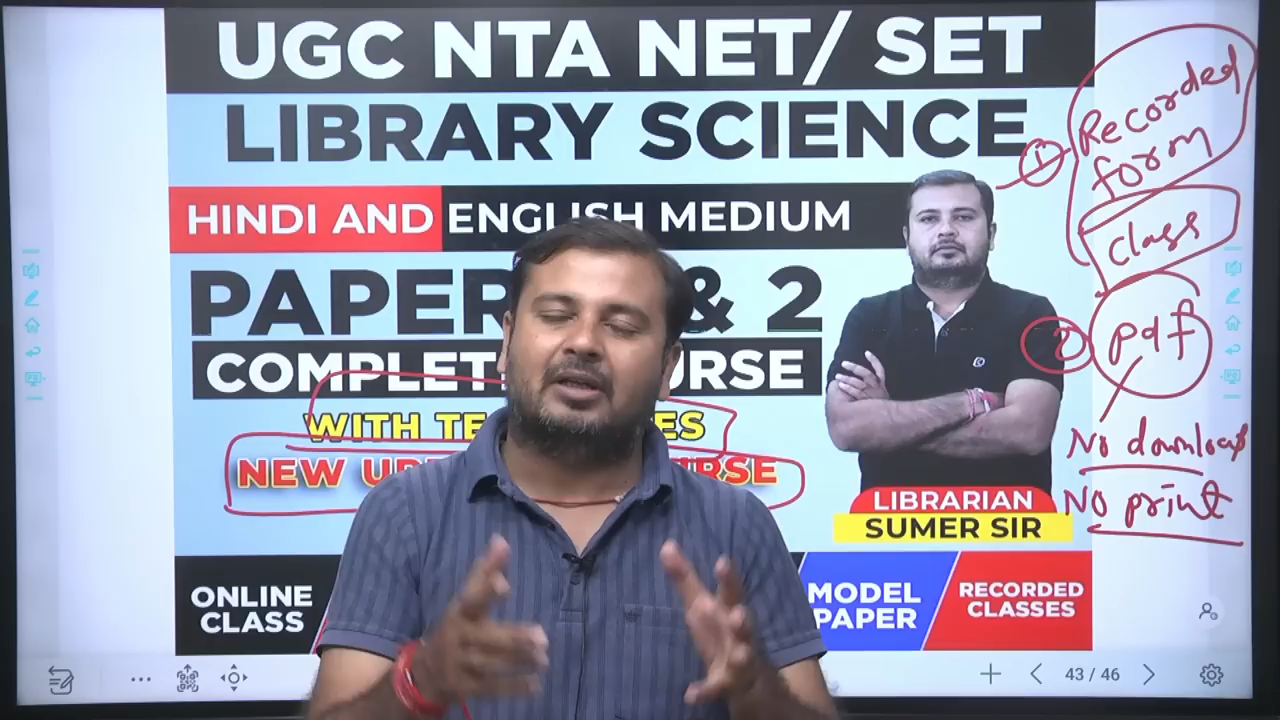 UGC NTA NET/ SET
LIBRARY SCIENCE
HINDI AND ENGLISH MEDIUM
PAPER & 2
COMPLET URSE
WITH TE ES
NEW UP URSE
LIBRARIAN
SUMER SIR
ONLINE
CLASS
MODEL
PAPER
RECORDED
CLASSES
① Recorded
form
class
② pdf
No download
NO print
43 / 46